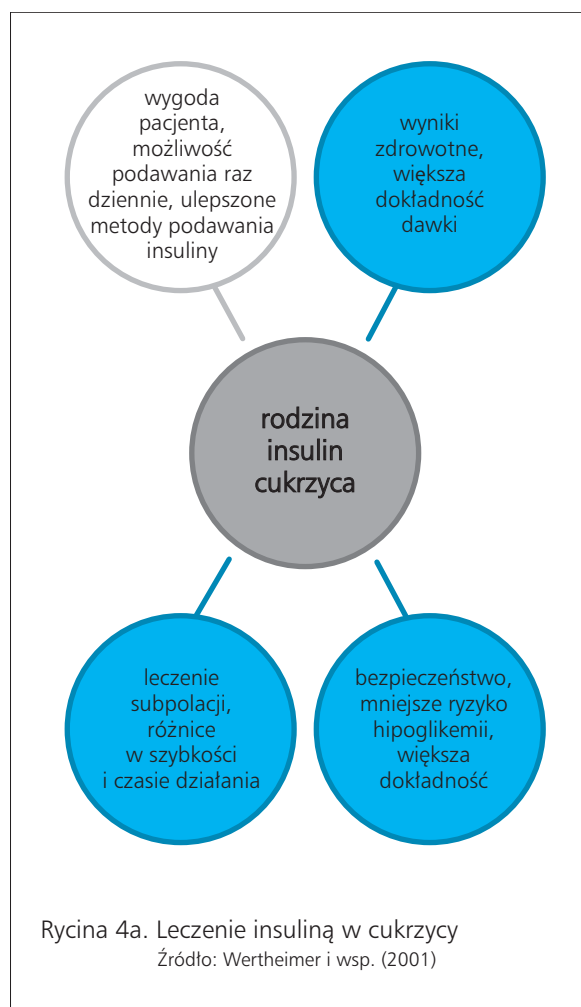 wygoda
pacjenta,
możliwość
podawania raz
dziennie, ulepszone
metody podawania
insuliny
wyniki
zdrowotne,
większa
dokładność
dawki
rodzina
insulin
cukrzyca
leczenie
subpolacji,
różnice
w szybkości
i czasie działania
bezpieczeństwo,
mniejsze ryzyko
hipoglikemii,
większa
dokładność
Rycina 4a. Leczenie insuliną w cukrzycy
Źródło: Wertheimer i wsp. (2001)